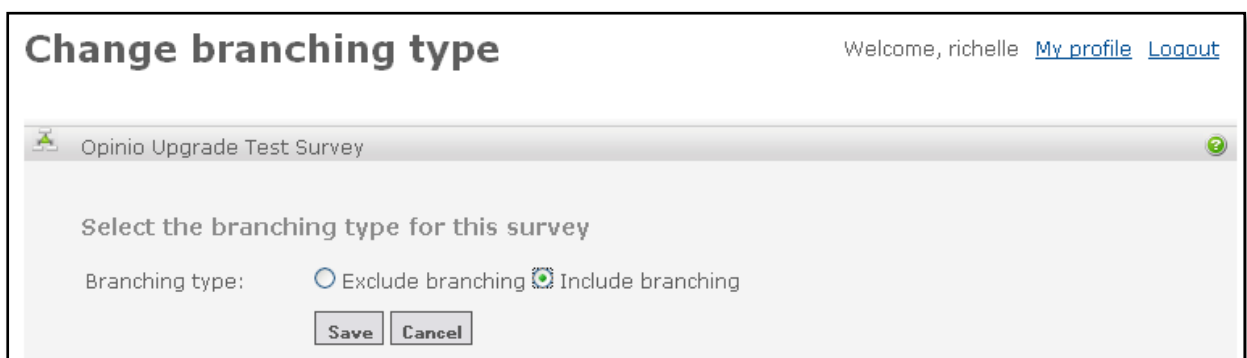 Change branching type Welcome, richelle My profile Logout
Opinio Upgrade Test Survey
Select the branching type for this survey
Branching type: Exclude branching Include branching
Save Cancel